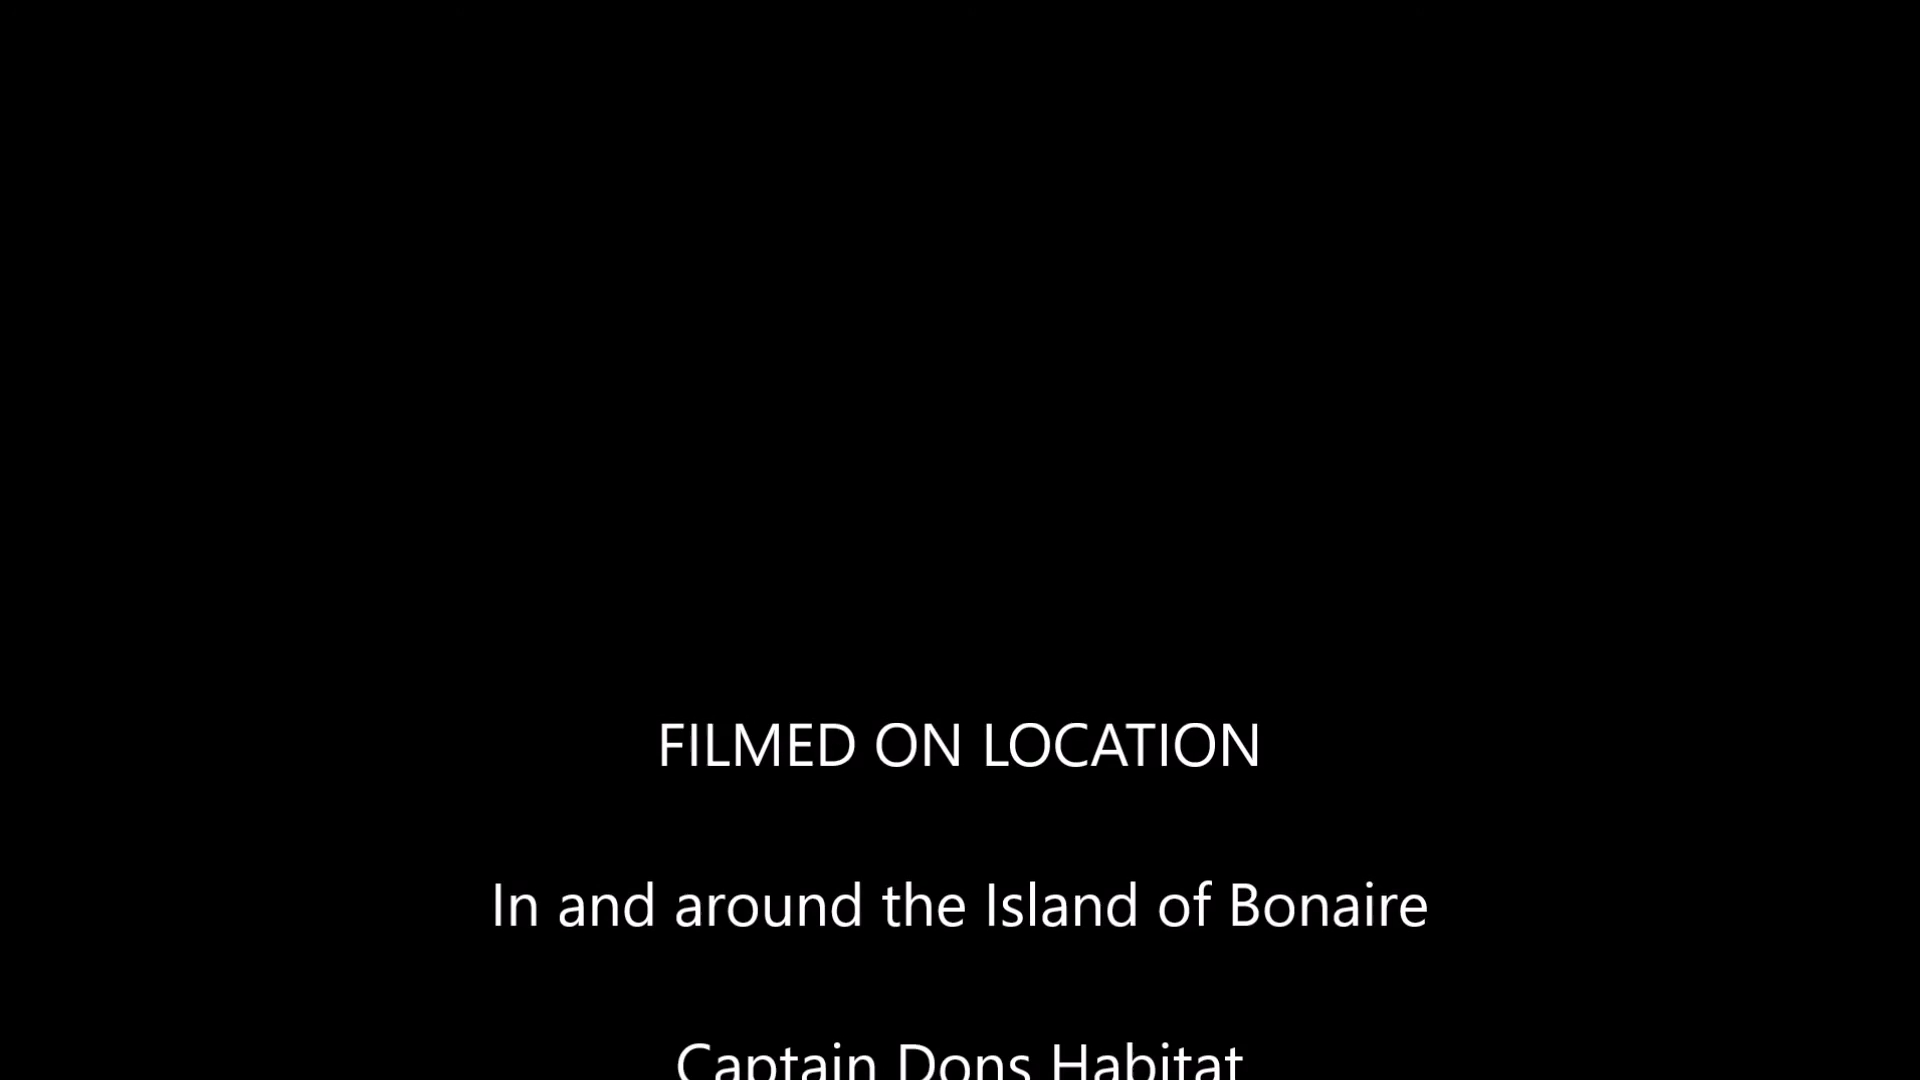 FILMED ON LOCATION
In and around the Island of Bonaire
Captain Dons Habitat